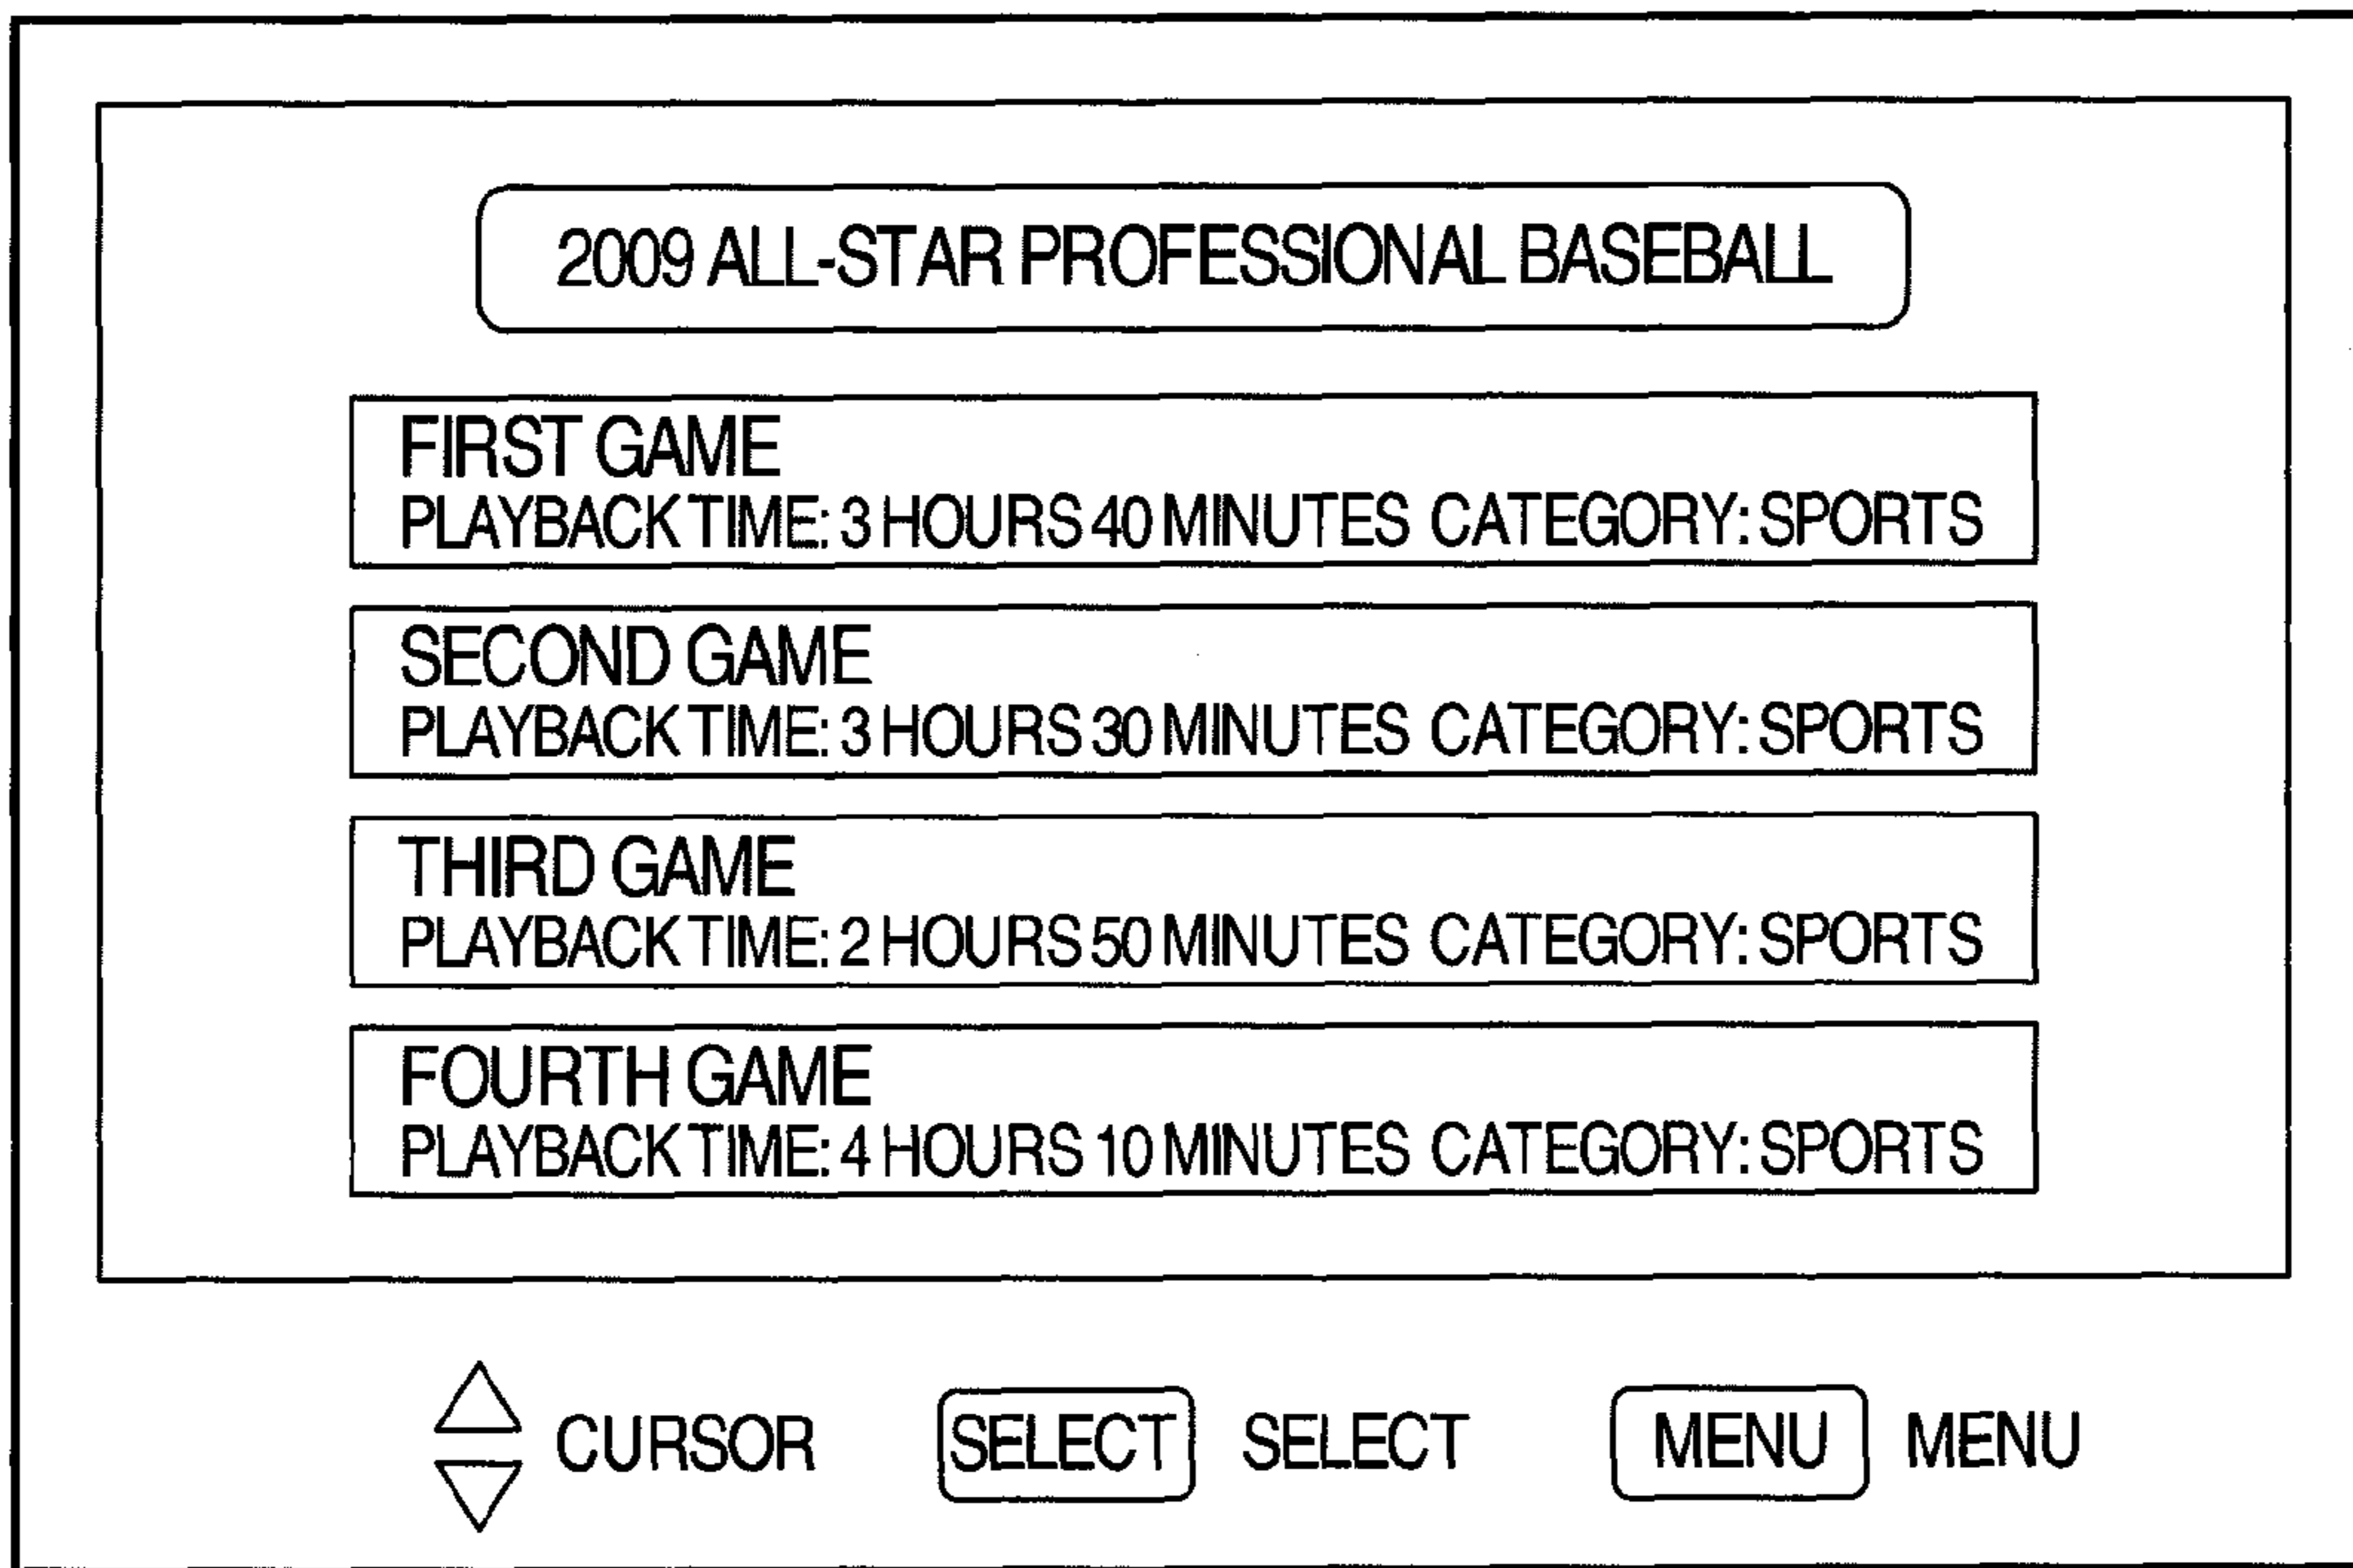 2009 ALL-STAR PROFESSIONAL BASEBALL
FIRST GAME
PLAYBACK TIME: 3 HOURS 40 MINUTES CATEGORY: SPORTS
SECOND GAME
PLAYBACK TIME: 3 HOURS 30 MINUTES CATEGORY: SPORTS
THIRD GAME
PLAYBACK TIME: 2 HOURS 50 MINUTES CATEGORY: SPORTS
FOURTH GAME
PLAYBACK TIME: 4 HOURS 10 MINUTES CATEGORY: SPORTS
CURSOR SELECT SELECT MENU MENU